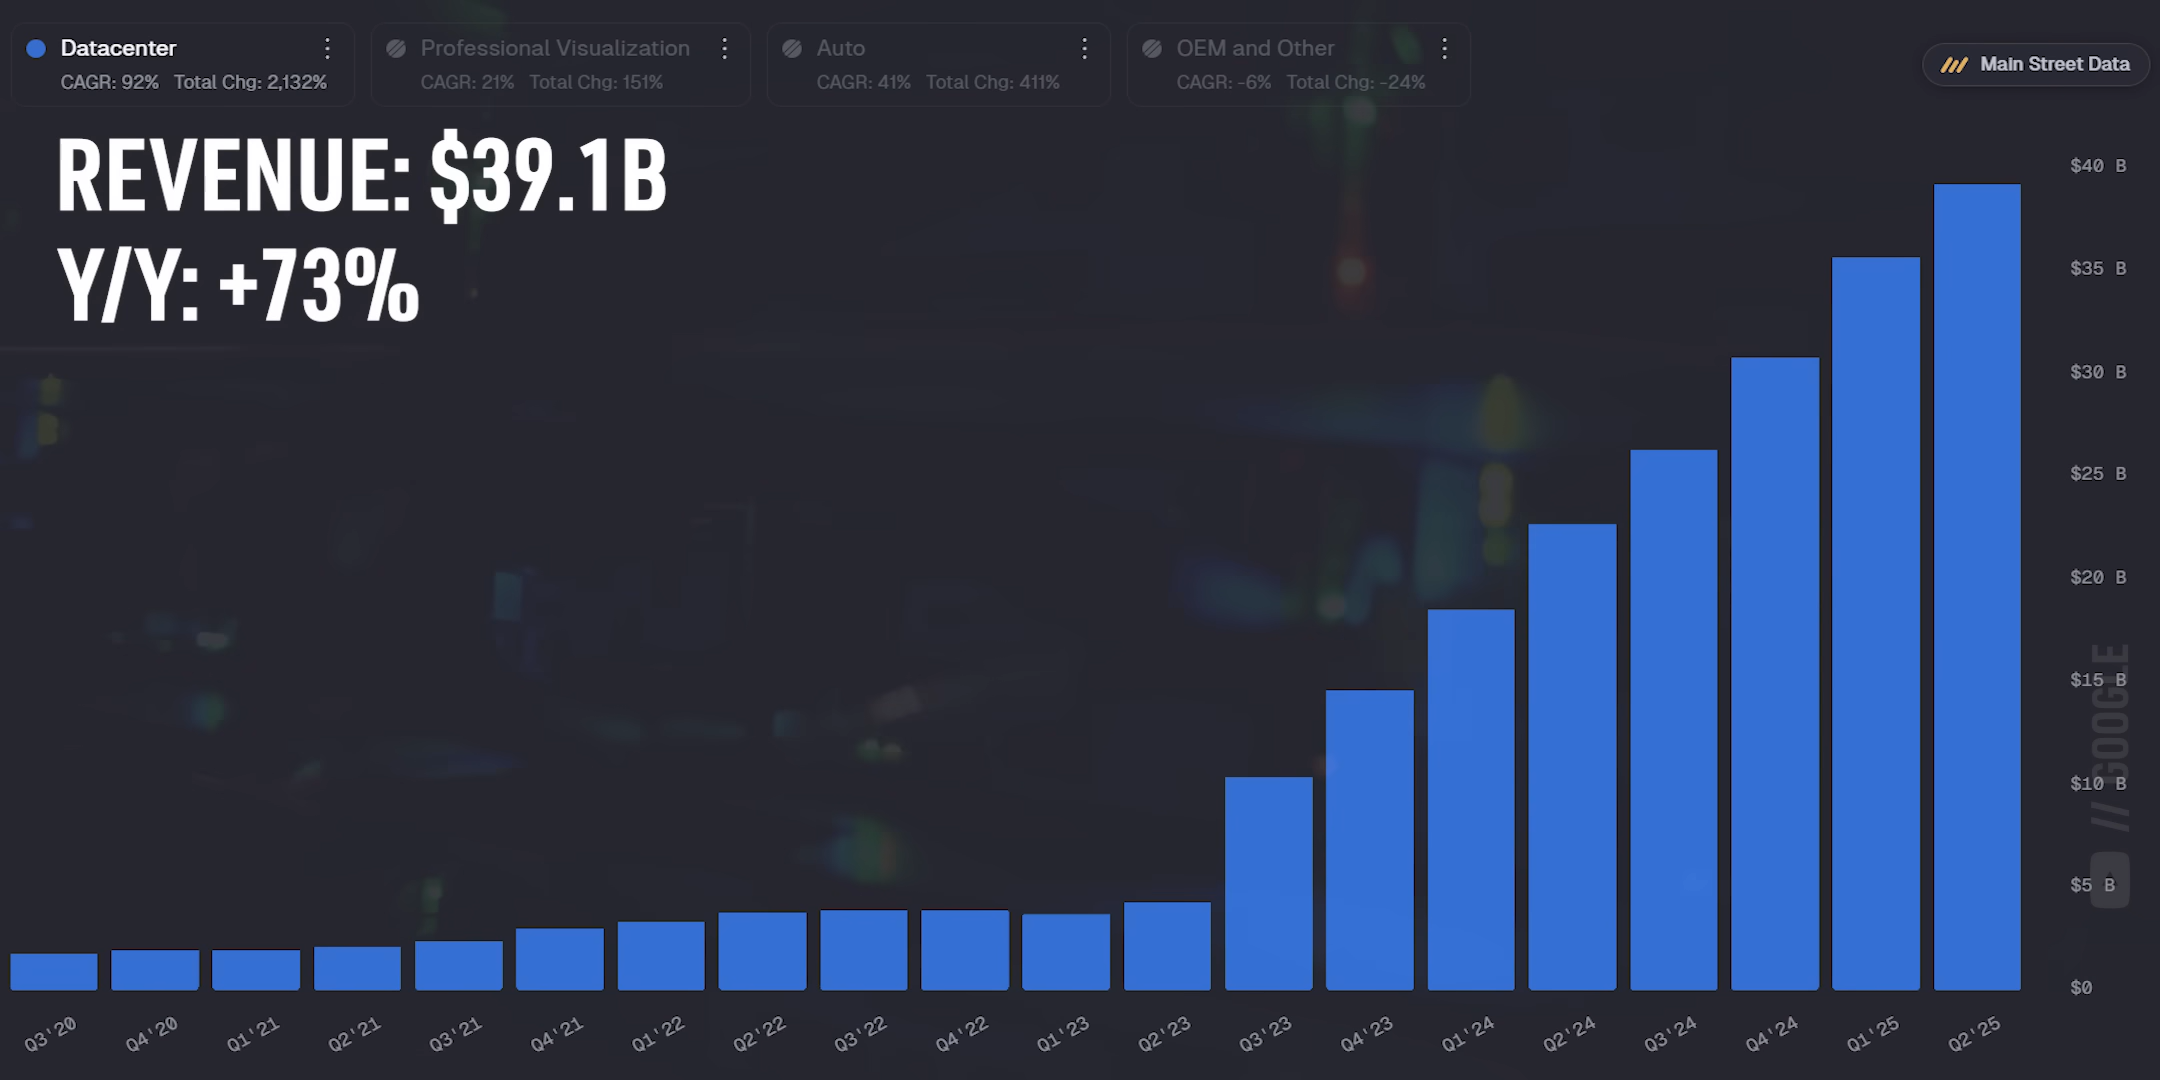 Datacenter
CAGR: 92% Total Chg: 2,132%
Professional Visualization
CAGR: 21% Total Chg: 151%
Auto
CAGR: 41% Total Chg: 411%
OEM and Other
CAGR: -6% Total Chg: -24%
Main Street Data
REVENUE: $39.1B
Y/Y: +73%
$40 B
$35 B
$30 B
$25 B
$20 B
$15 B
$10 B
$5 B
$0
// GOOGLE
Q3'20 Q4'20 Q1'21 Q2'21 Q3'21 Q4'21 Q1'22 Q2'22 Q3'22 Q4'22 Q1'23 Q2'23 Q3'23 Q4'23 Q1'24 Q2'24 Q3'24 Q4'24 Q1'25 Q2'25